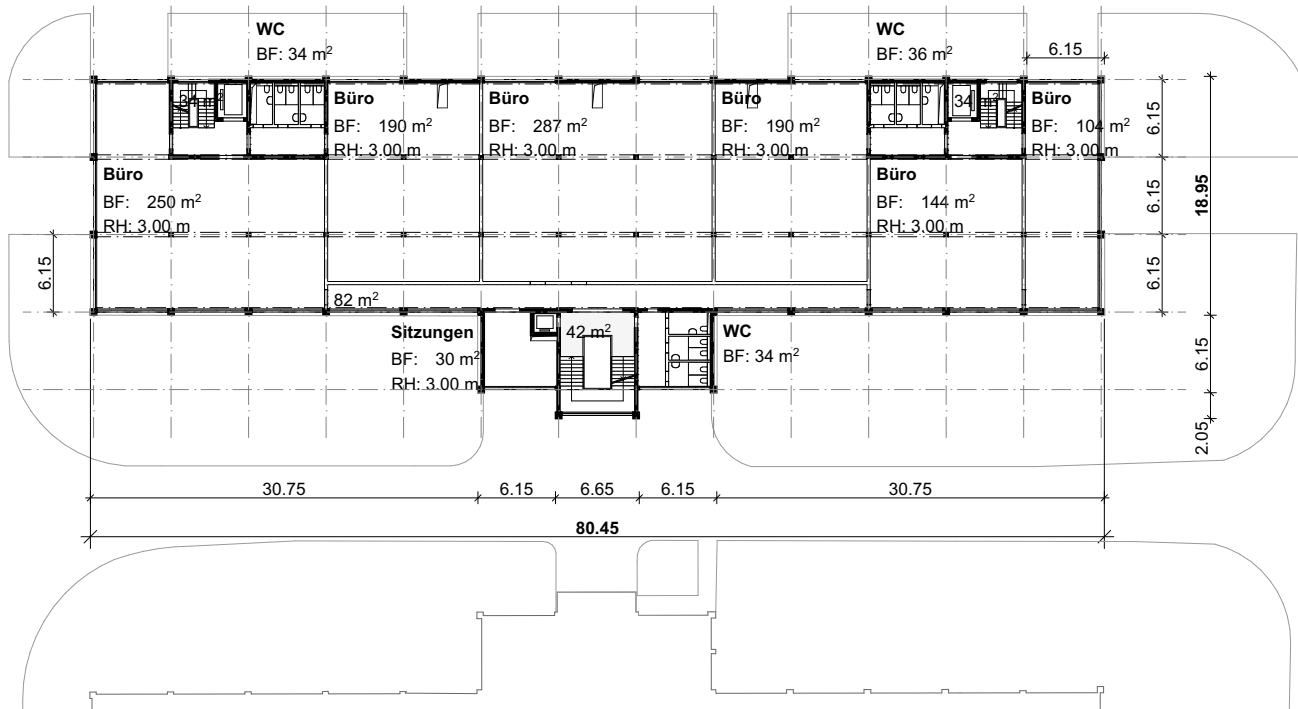 WC
BF: 34 m²
WC
BF: 36 m²
6.15
34
34
Büro
BF: 190 m²
RH: 3.00 m
Büro
BF: 287 m²
RH: 3.00 m
Büro
BF: 190 m²
RH: 3.00 m
Büro
BF: 104 m²
RH: 3.00 m
6.15
Büro
BF: 250 m²
RH: 3.00 m
Büro
BF: 144 m²
RH: 3.00 m
6.15
18.95
6.15
6.15
82 m²
Sitzungen
BF: 30 m²
RH: 3.00 m
42 m²
WC
BF: 34 m²
6.15
2.05
30.75
6.15
6.65
6.15
30.75
80.45